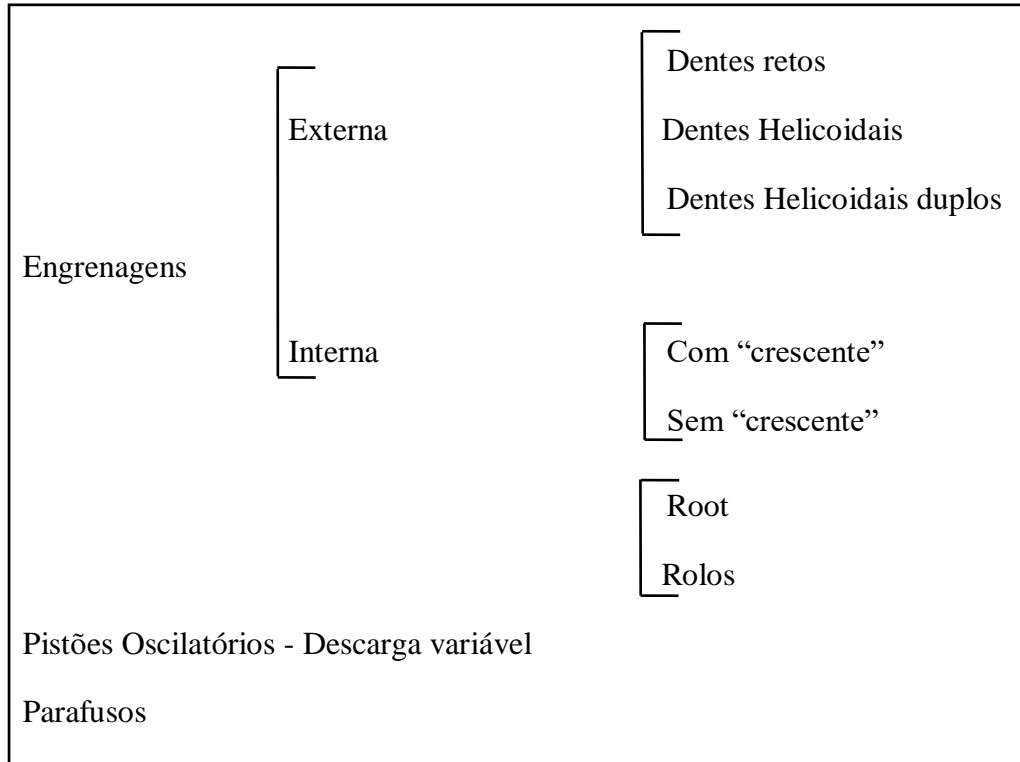 Dentes retos
Externa
Dentes Helicoidais
Dentes Helicoidais duplos
Engrenagens
Interna
Com “crescente”
Sem “crescente”
Root
Rolos
Pistões Oscilatórios - Descarga variável
Parafusos